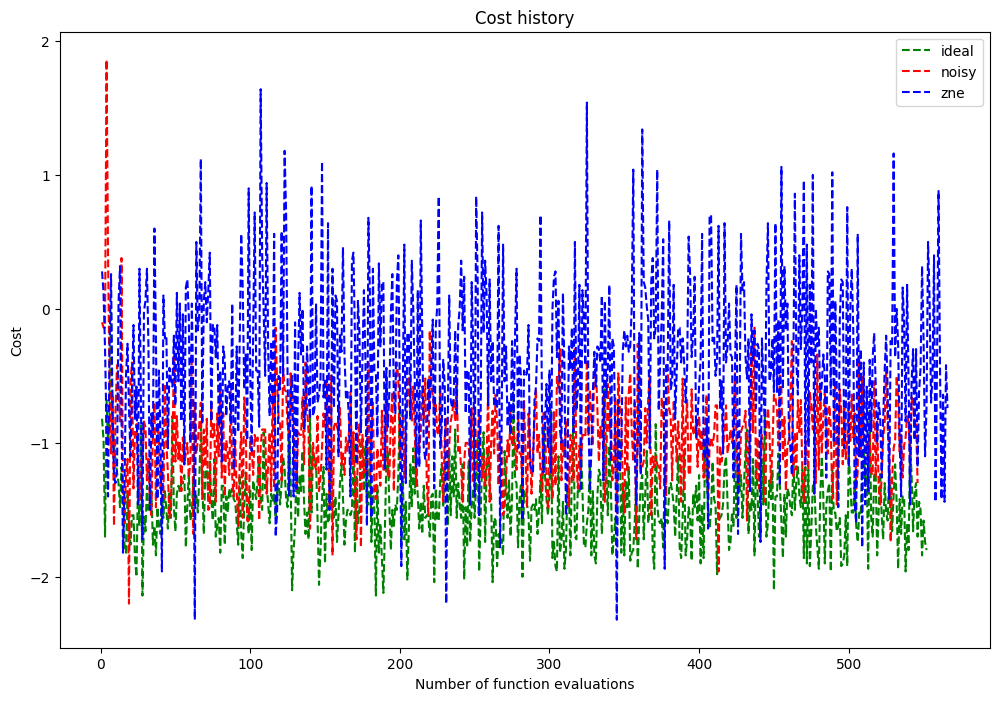 Cost history
ideal
noisy
zne
2
1
0
−1
−2
Cost
0
100
200
300
400
500
Number of function evaluations